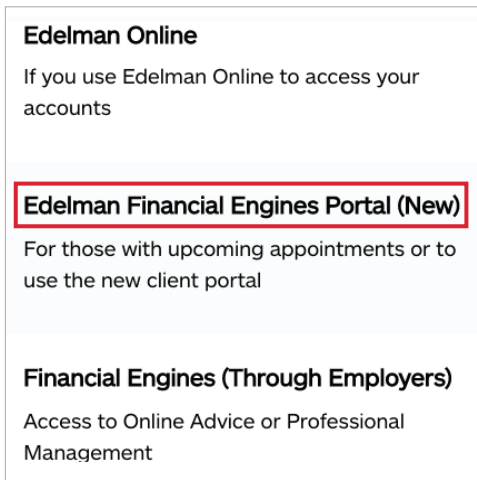 Edelman Online
If you use Edelman Online to access your
accounts
Edelman Financial Engines Portal (New)
For those with upcoming appointments or to
use the new client portal
Financial Engines (Through Employers)
Access to Online Advice or Professional
Management